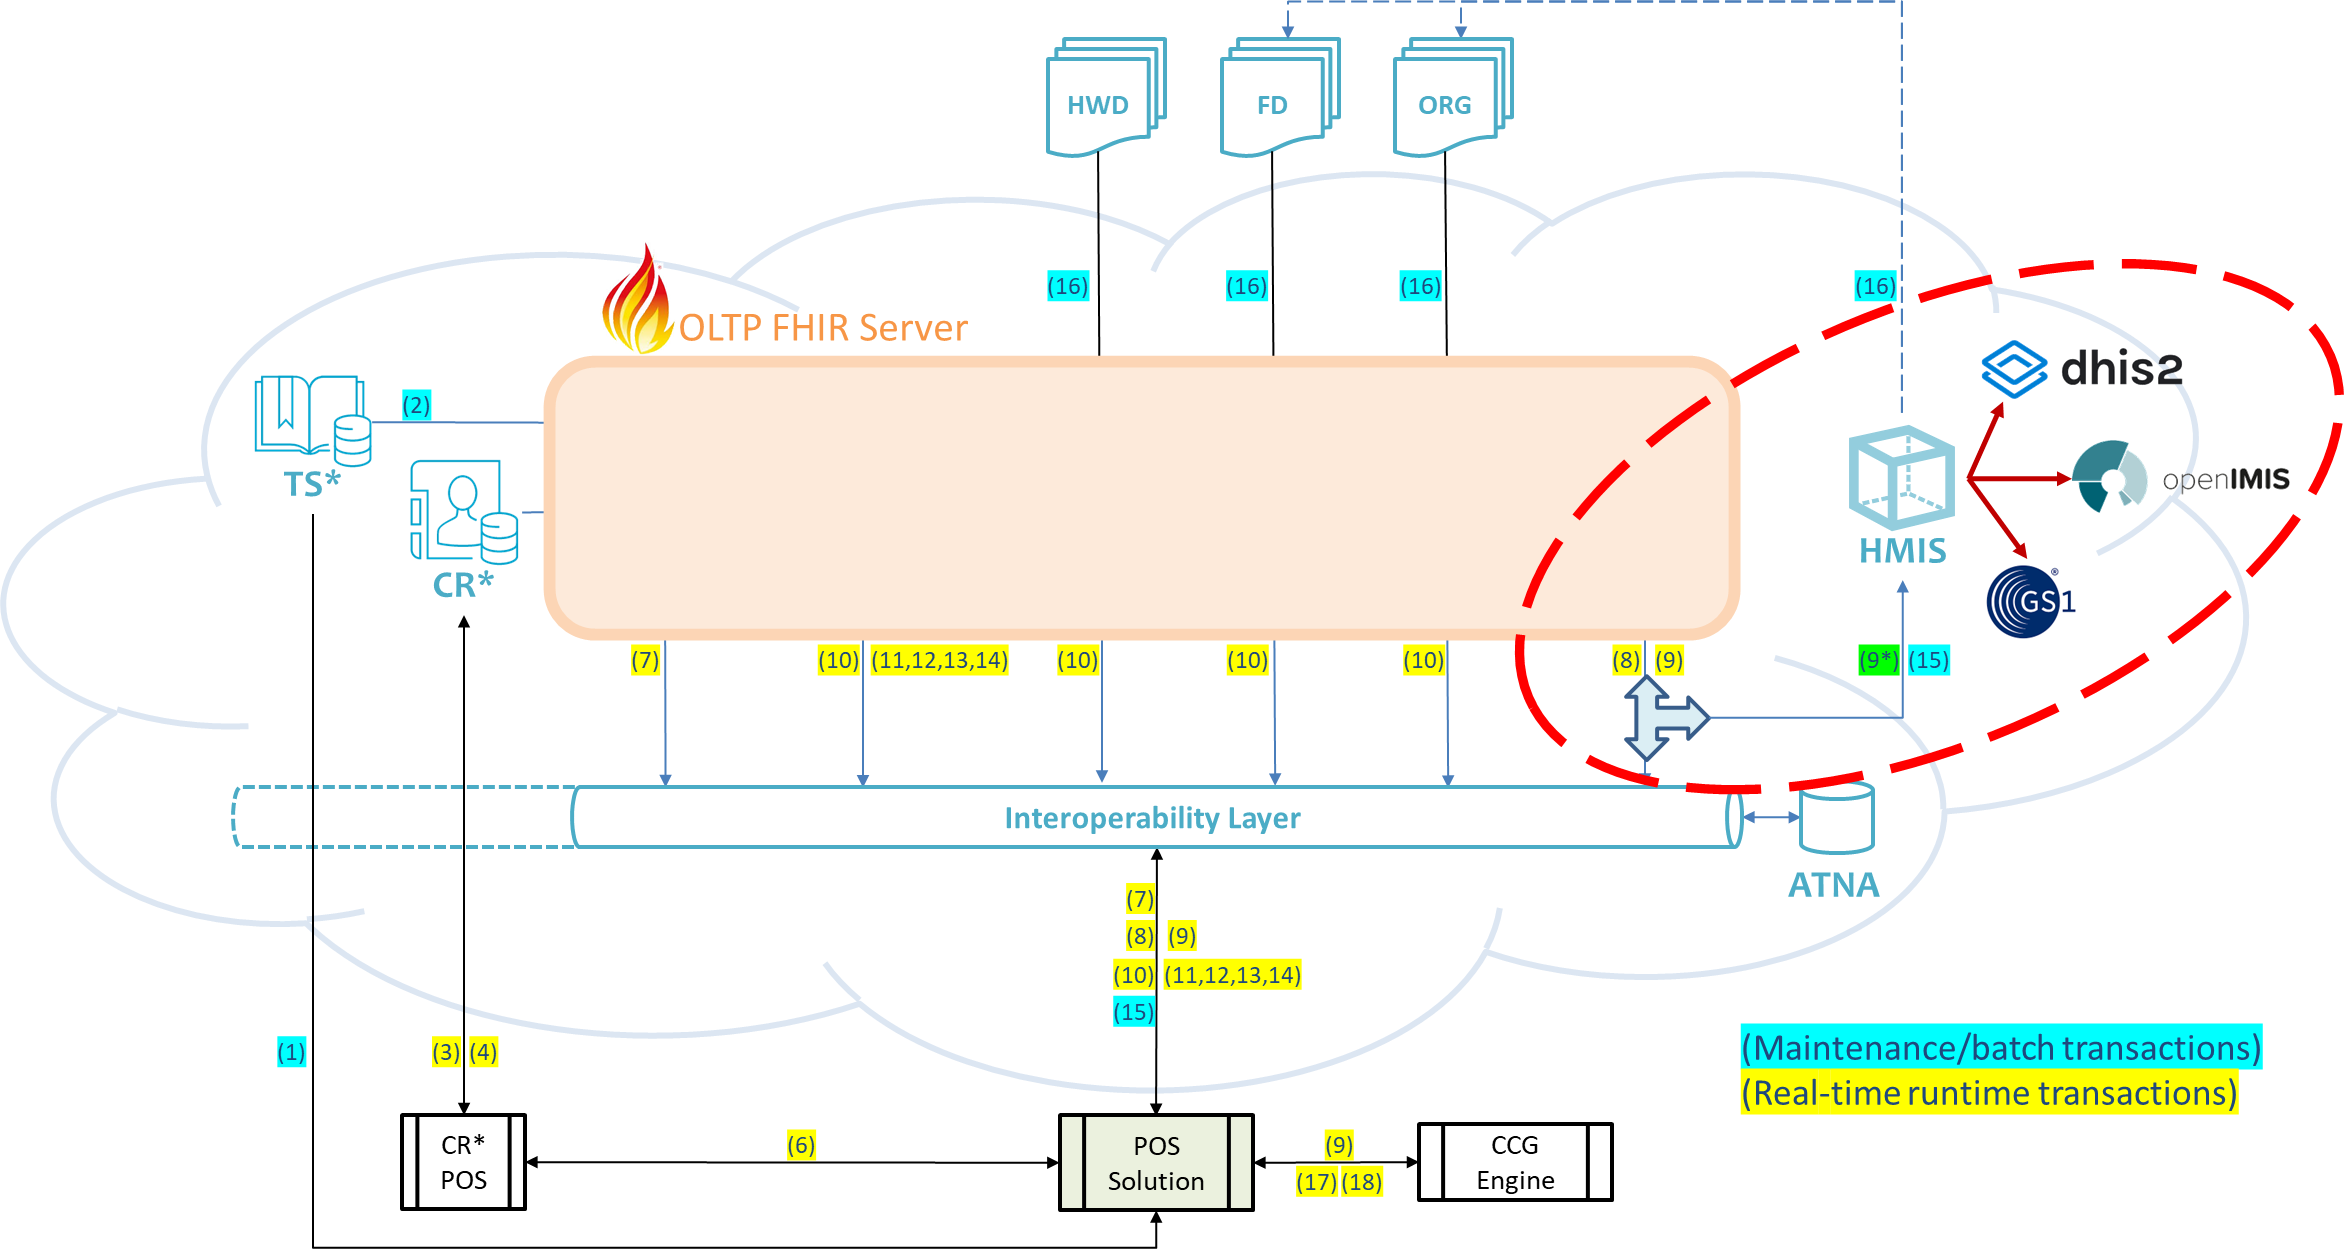 HWD
FD
ORG
(16)
(16)
(16)
(16)
OLTP FHIR Server
dhis2
(2)
TS*
openIMIS
CR*
HMIS
GS1
®
(7)
(10) (11,12,13,14)
(10)
(10)
(10)
(8) (9)
(9*) (15)
Interoperability Layer
ATNA
(7)
(8) (9)
(10) (11,12,13,14)
(15)
(1)
(3) (4)
(Maintenance/batch transactions)
(Real-time runtime transactions)
CR*
POS
(6)
POS
Solution
(9)
(17) (18)
CCG
Engine